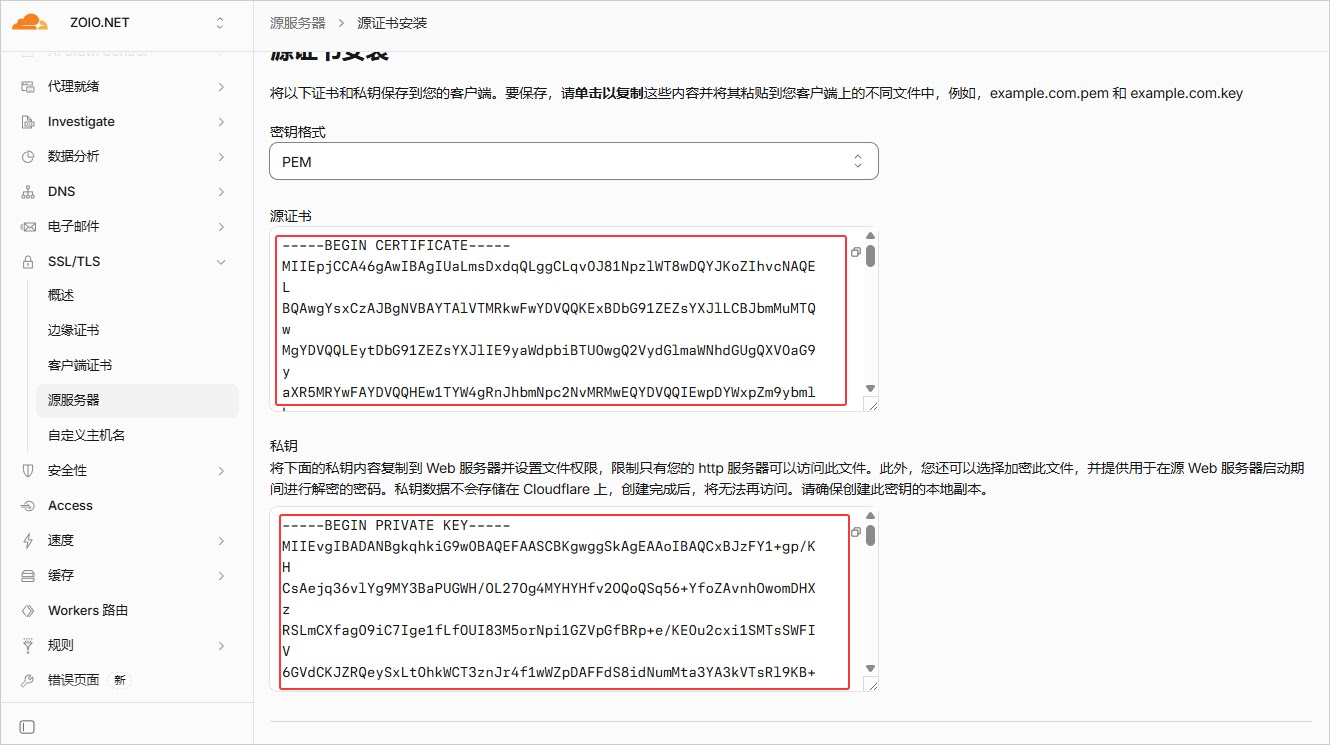 ZOIO.NET
源服务器 > 源证书安装
源证书安装
代理就绪
将以下证书和私钥保存到您的客户端。要保存，请单击以复制这些内容并将其粘贴到您客户端上的不同文件中，例如，example.com.pem 和 example.com.key
Investigate
密钥格式
数据分析
PEM
DNS
源证书
电子邮件
-----BEGIN CERTIFICATE-----
SSL/TLS
MIIEpjCCA46gAwIBAgIUaLmsDxdqQLggCLqvOJ81NpzlWT8wDQYJKoZIhvcNAQE
L
概述
BQAwgYsxCzAJBgNVBAYTAlVTMRkwFwYDVQQKExBDbG91ZEZsYXJlLCBJbmMuMTQ
w
边缘证书
MgYDVQQLEytDbG91ZEZsYXJlIE9yaWdpbiBTU0wgQ2VydGlmaWNhdGUgQXV0aG9
y
客户端证书
aXR5MRYwFAYDVQQHEw1TYW4gRnJhbmNpc2NvMRMwEQYDVQQIEwpDYWxpZm9ybml
源服务器
自定义主机名
私钥
安全性
将下面的私钥内容复制到 Web 服务器并设置文件权限，限制只有您的 http 服务器可以访问此文件。此外，您还可以选择加密此文件，并提供用于在源 Web 服务器启动期
间进行解密的密码。私钥数据不会存储在 Cloudflare 上，创建完成后，将无法再访问。请确保创建此密钥的本地副本。
Access
-----BEGIN PRIVATE KEY-----
速度
MIIEvgIBADANBgkqhkiG9w0BAQEFAASCBKgwggSkAgEAAoIBAQCxBJzFY1+gp/K
H
缓存
CsAejq36vlYg9MY3BaPUGWH/OL27Og4MYHYHfv2OQoQSq56+YfoZAvnhOwomDHX
z
Workers 路由
RSLmCXfagO9iC7Ige1fLfOUI83M5orNpi1GZVpGfBRp+e/KEOu2cxi1SMTsSWFI
V
规则
6GVdCKJZRQeySxLtOhkWCT3znJr4f1wWZpDAFFdS8idNumMta3YA3kVTsRl9KB+
错误页面 新